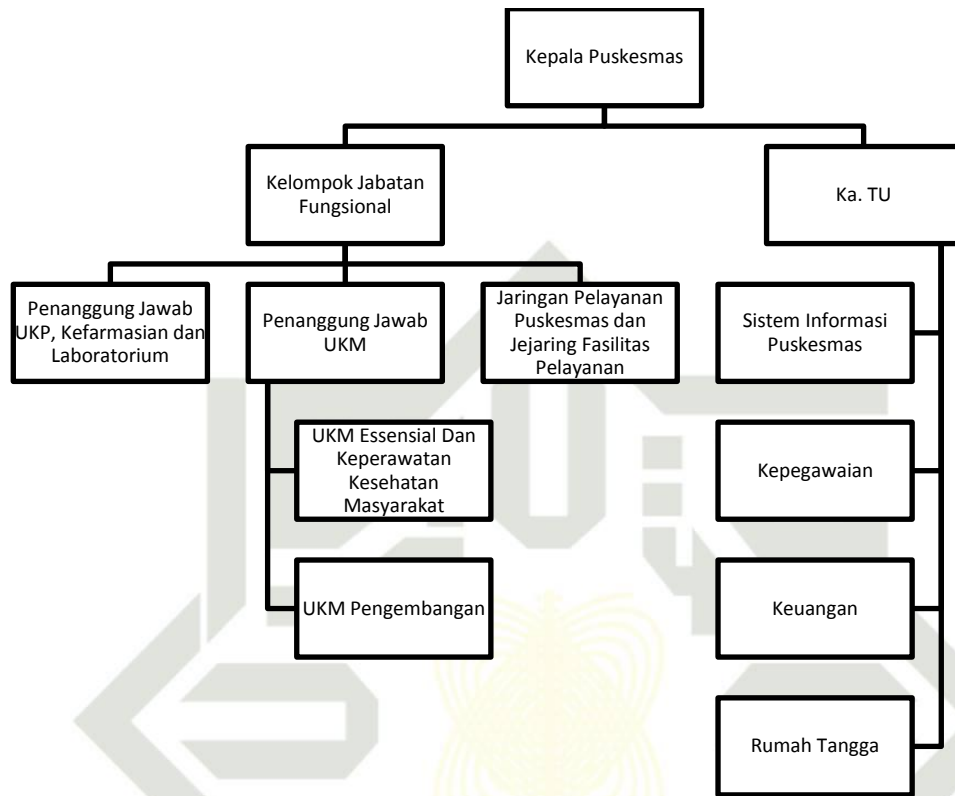 Kepala Puskesmas
Kelompok Jabatan
Fungsional
Ka. TU
Penanggung Jawab
UKP, Kefarmasian dan
Laboratorium
Penanggung Jawab
UKM
Jaringan Pelayanan
Puskesmas dan
Jejaring Fasilitas
Pelayanan
Sistem Informasi
Puskesmas
UKM Essensial Dan
Keperawatan
Kesehatan
Masyarakat
Kepegawaian
UKM Pengembangan
Keuangan
Rumah Tangga